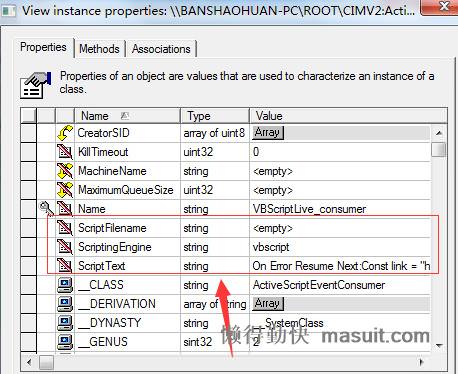 View instance properties: \\BANSHAOHUAN-PC\ROOT\CIMV2:Acti...
Properties Methods Associations
Properties of an object are values that are used to characterize an instance of a
class.
Name Type Value
CreatorSID array of uint8 Array
KillTimeout uint32 0
MachineName string <empty>
MaximumQueueSize uint32 <empty>
Name string VBScriptLive_consumer
ScriptFilename string <empty>
ScriptingEngine string vbscript
ScriptText string On Error Resume Next:Const link = "h
__CLASS string ActiveScriptEventConsumer
__DERIVATION array of string Array
__DYNASTY string __SystemClass
__GENUS sint32 2
懒得勤快 masuit.com